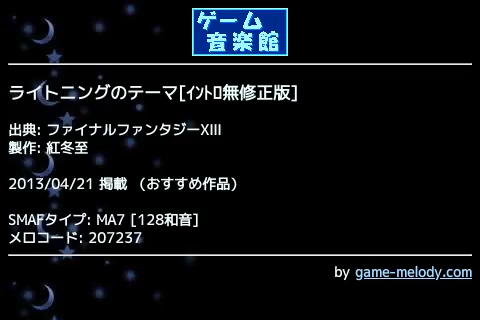 ゲーム
音楽館
ライトニングのテーマ[ｲﾝﾄﾛ無修正版]
出典: ファイナルファンタジーXIII
製作: 紅冬至
2013/04/21 掲載 (おすすめ作品)
SMAFタイプ: MA7 [128和音]
メロコード: 207237
by game-melody.com